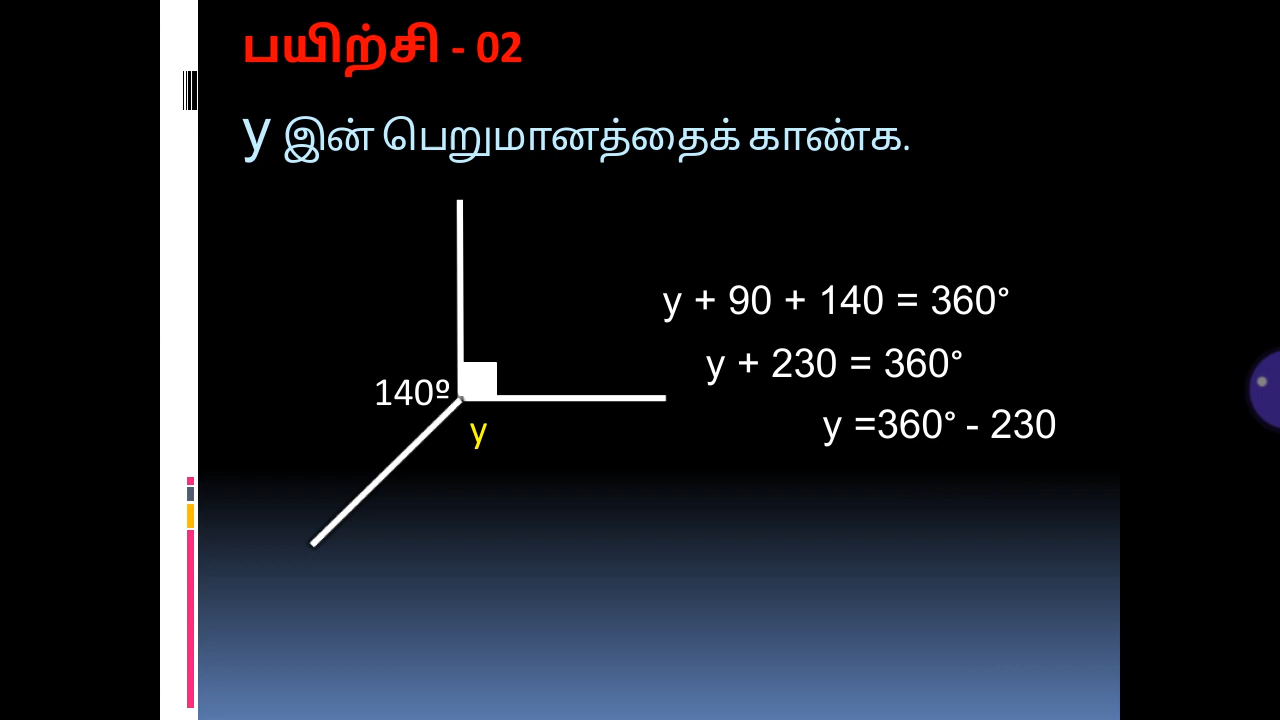 பயிற்சி - 02
y இன் பெறுமானத்தைக் காண்க.
y + 90 + 140 = 360°
y + 230 = 360°
140º
y
y =360° - 230